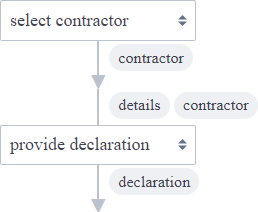 select contractor
contractor
details contractor
provide declaration
declaration